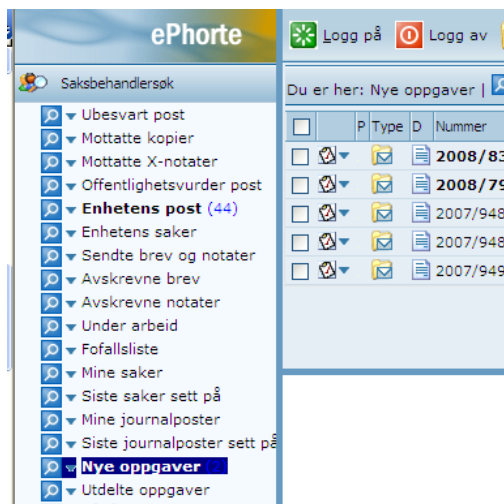 ePhorte
Logg på Logg av
Saksbehandlersøk
Du er her: Nye oppgaver |
P Type D Nummer
Ubesvart post
Mottatte kopier
Mottatte X-notater
Offentlighetsvurder post
Enhetens post (44)
Enhetens saker
Sendte brev og notater
Avskrevne brev
Avskrevne notater
Under arbeid
Fofallsliste
Mine saker
Siste saker sett på
Mine journalposter
Siste journalposter sett på
Nye oppgaver (2)
Utdelte oppgaver
2008/83
2008/79
2007/948
2007/948
2007/949